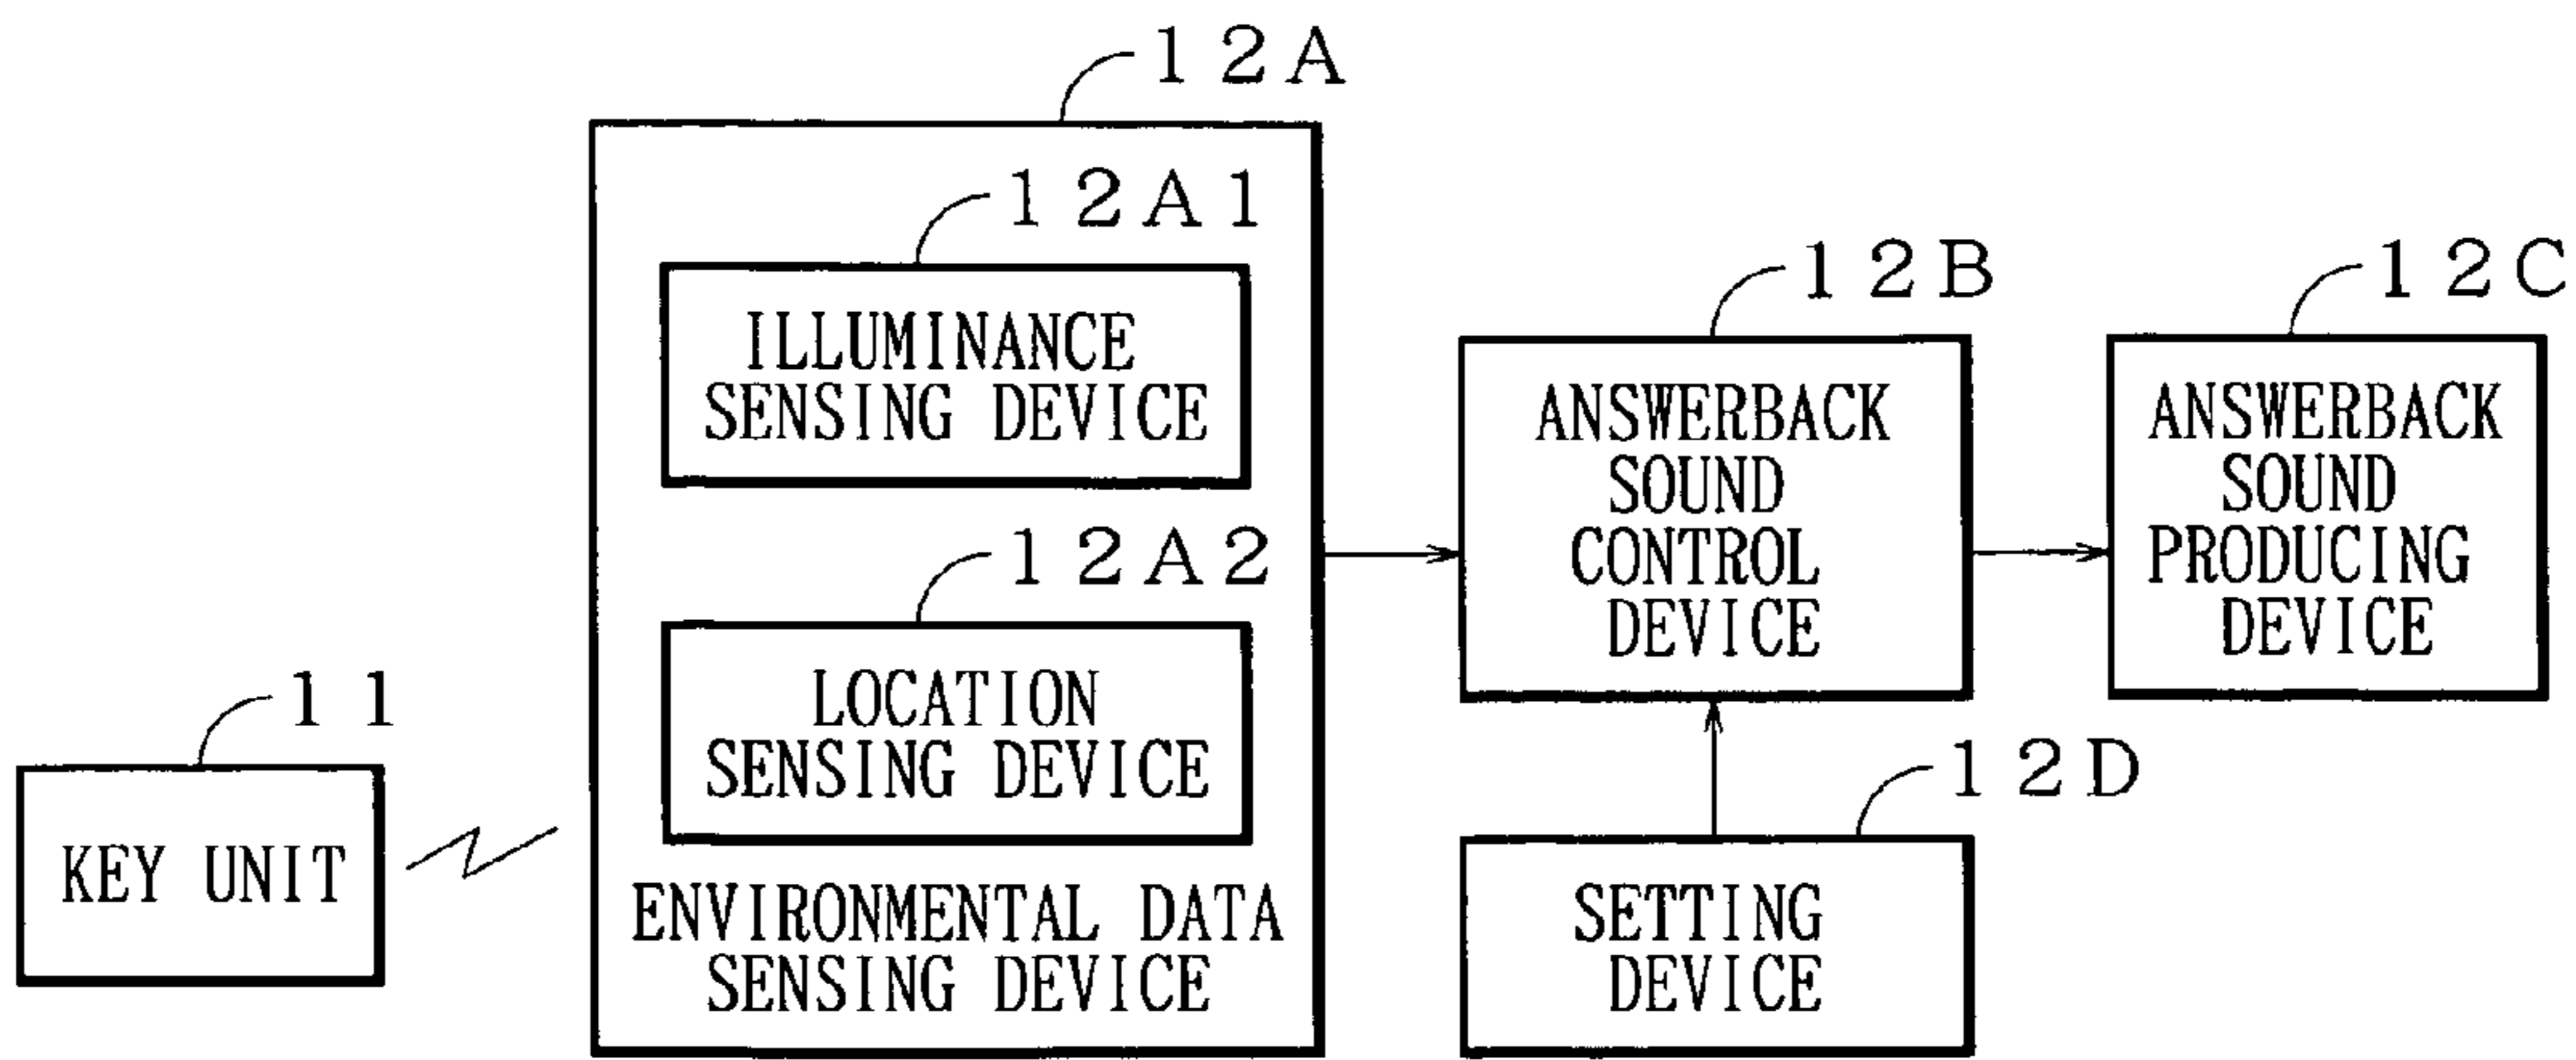 12A
12A1
ILLUMINANCE
SENSING DEVICE
12A2
LOCATION
SENSING DEVICE
ENVIRONMENTAL DATA
SENSING DEVICE
11
KEY UNIT
12B
ANSWERBACK
SOUND
CONTROL
DEVICE
12C
ANSWERBACK
SOUND
PRODUCING
DEVICE
12D
SETTING
DEVICE